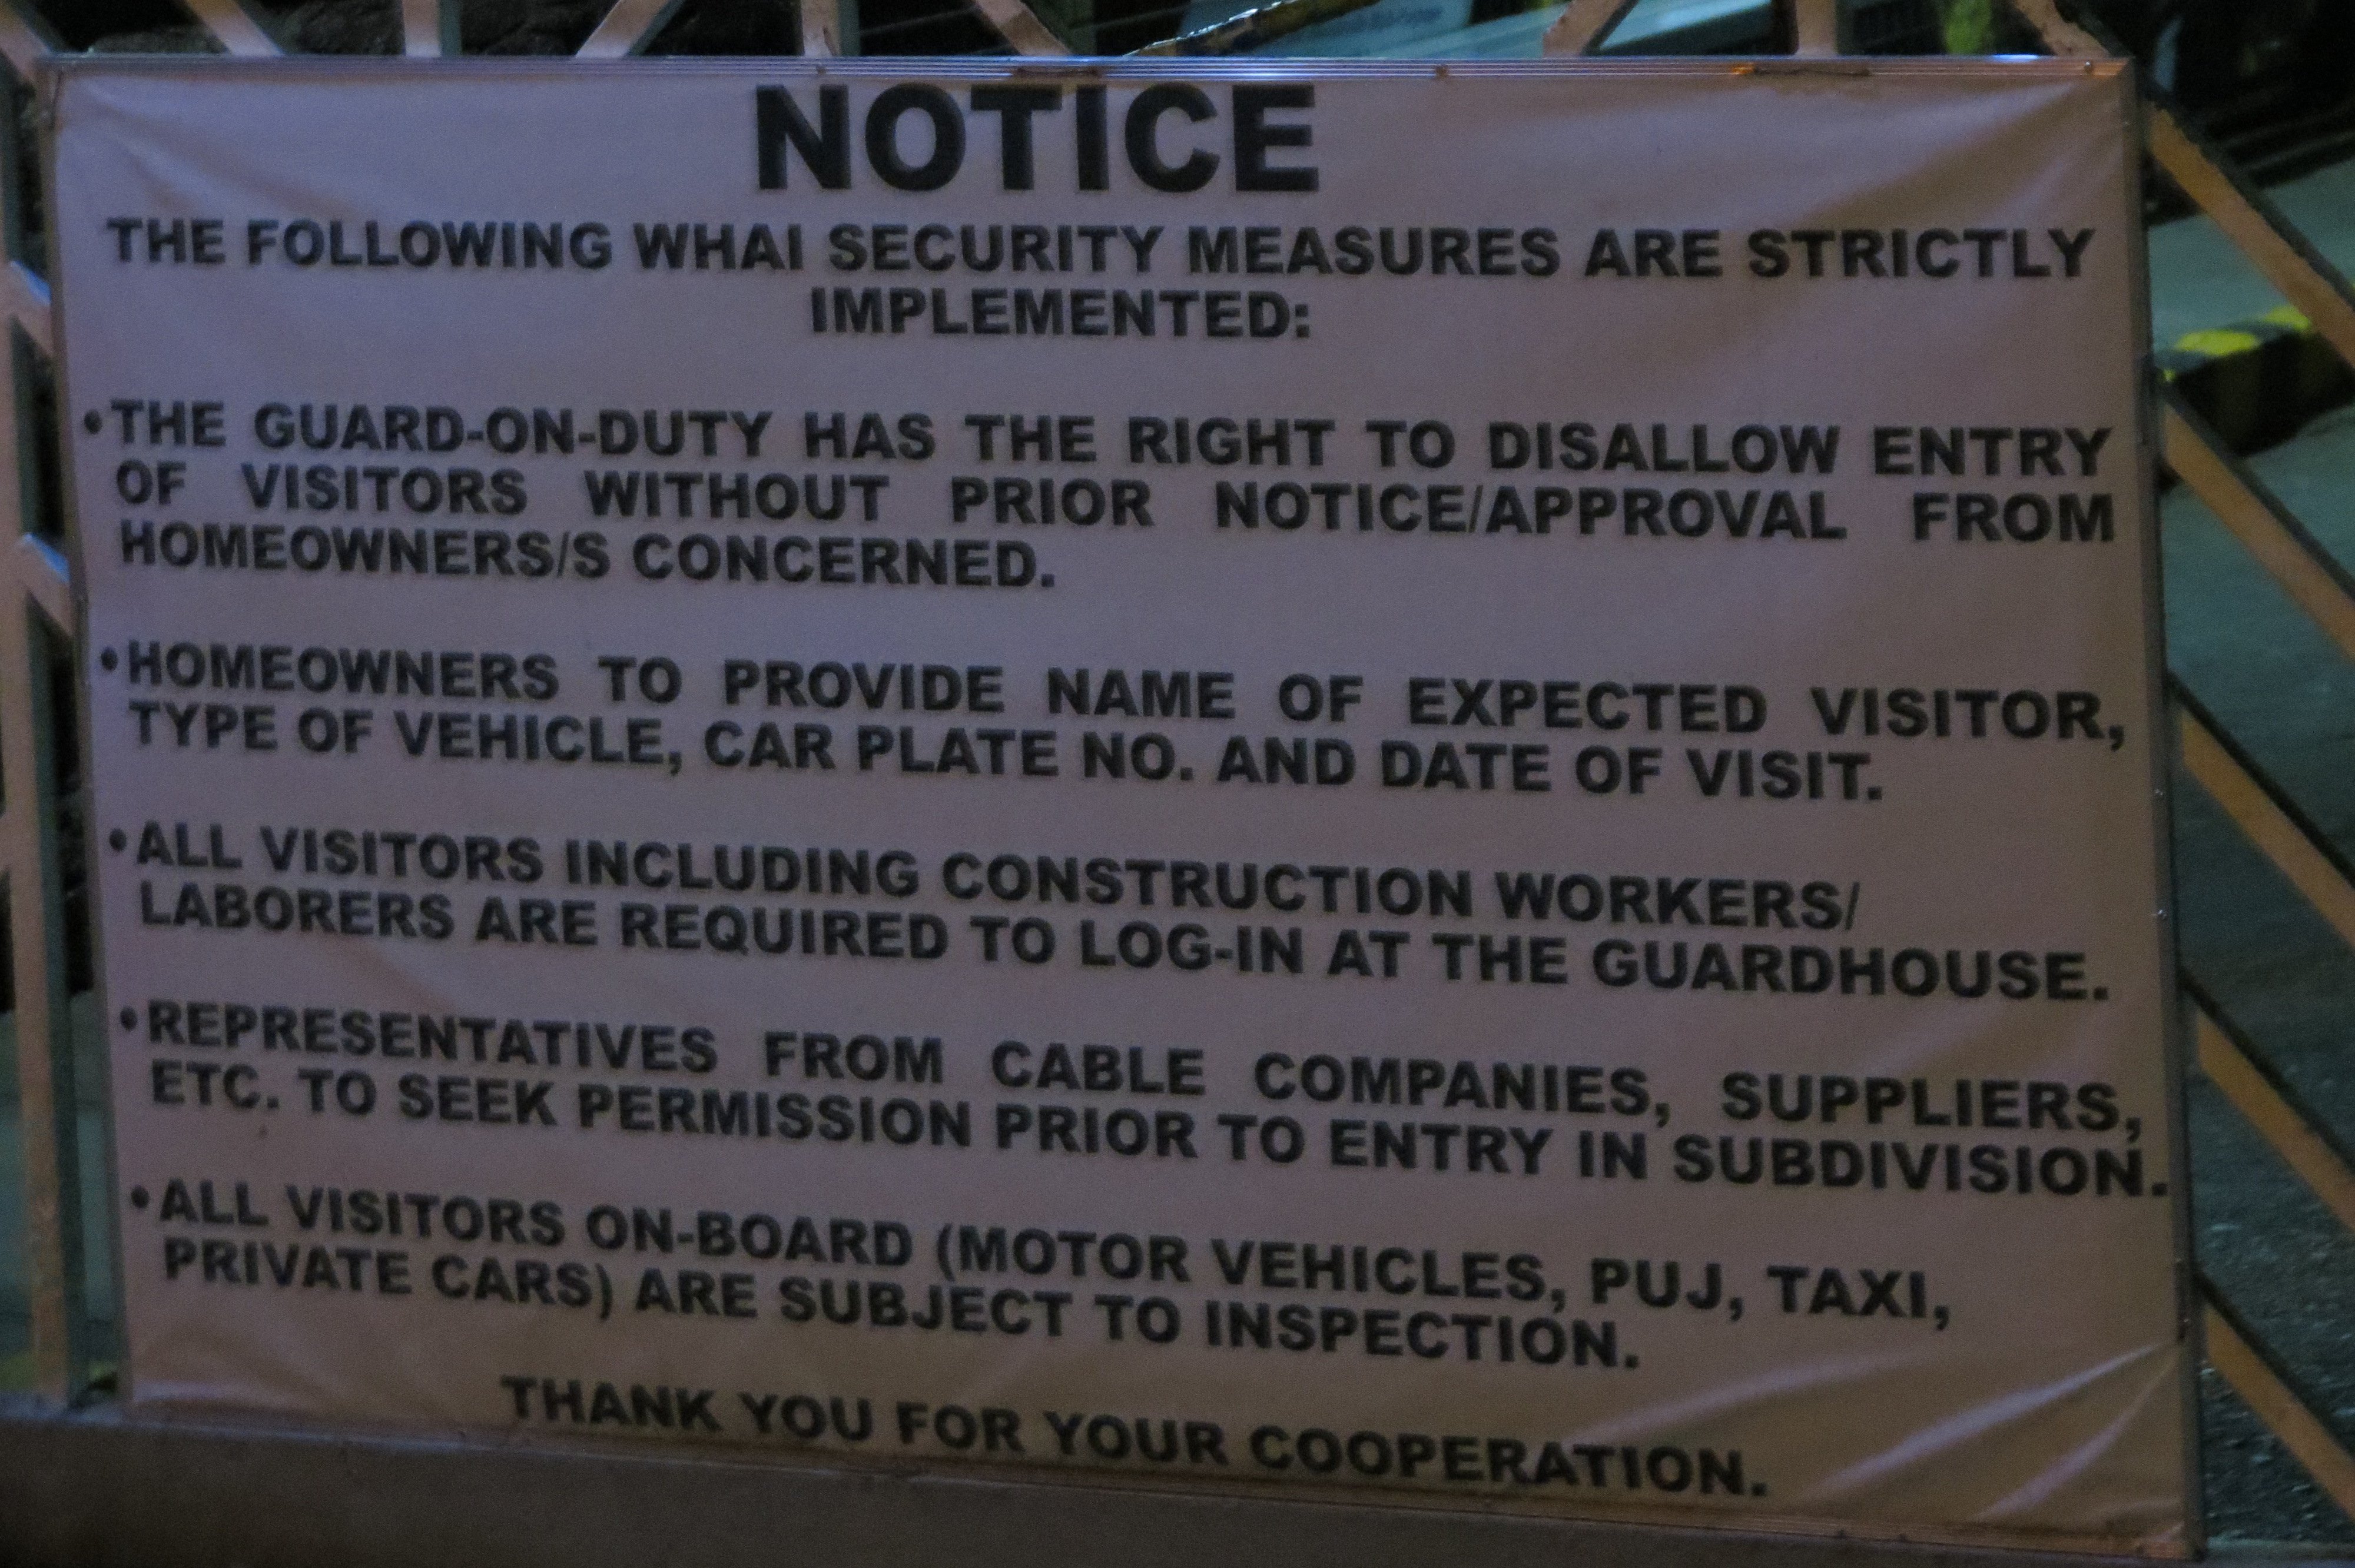 NOTICE
THE FOLLOWING WHAI SECURITY MEASURES ARE STRICTLY
IMPLEMENTED:
•THE GUARD-ON-DUTY HAS THE RIGHT TO DISALLOW ENTRY
OF VISITORS WITHOUT PRIOR NOTICE/APPROVAL FROM
HOMEOWNERS/S CONCERNED.
•HOMEOWNERS TO PROVIDE NAME OF EXPECTED VISITOR,
TYPE OF VEHICLE, CAR PLATE NO. AND DATE OF VISIT.
•ALL VISITORS INCLUDING CONSTRUCTION WORKERS/
LABORERS ARE REQUIRED TO LOG-IN AT THE GUARDHOUSE.
•REPRESENTATIVES FROM CABLE COMPANIES, SUPPLIERS,
ETC. TO SEEK PERMISSION PRIOR TO ENTRY IN SUBDIVISION.
•ALL VISITORS ON-BOARD (MOTOR VEHICLES, PUJ, TAXI,
PRIVATE CARS) ARE SUBJECT TO INSPECTION.
THANK YOU FOR YOUR COOPERATION.